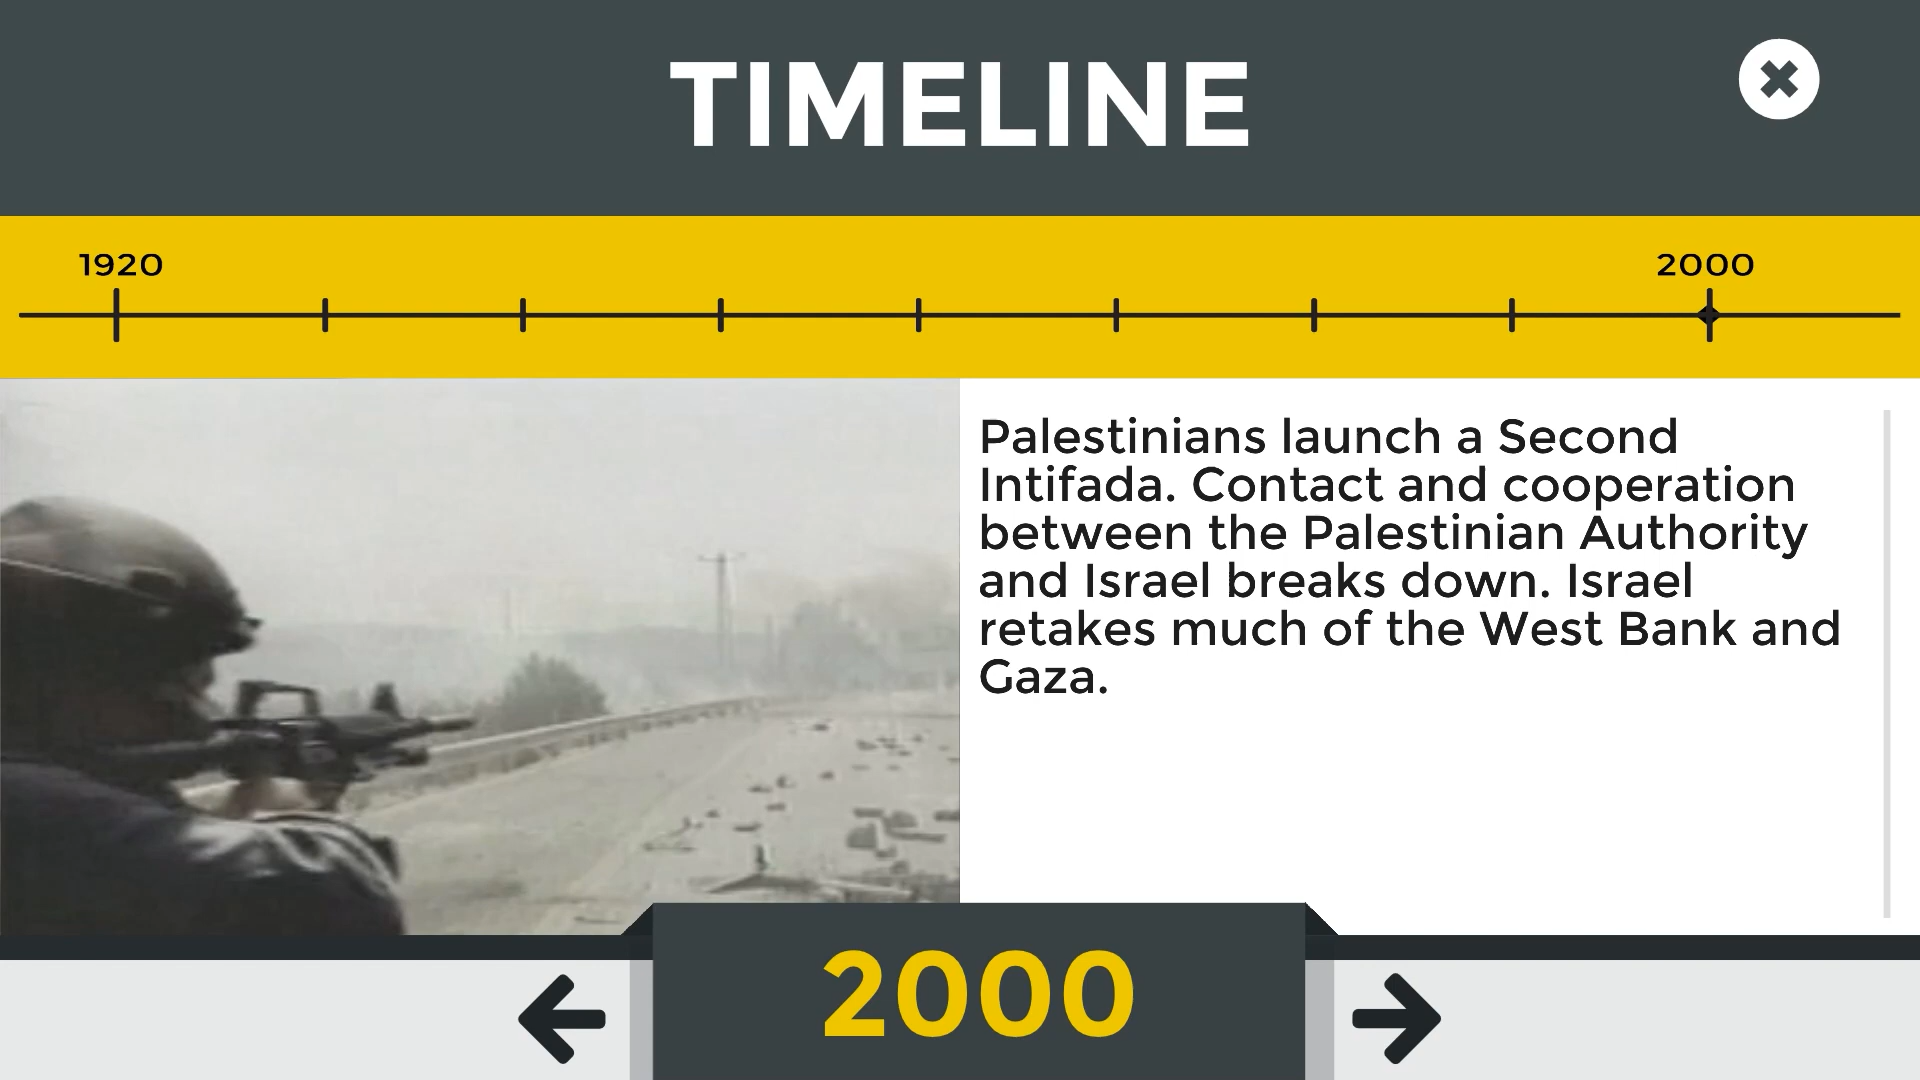 TIMELINE
1920
2000
Palestinians launch a Second
Intifada. Contact and cooperation
between the Palestinian Authority
and Israel breaks down. Israel
retakes much of the West Bank and
Gaza.
2000